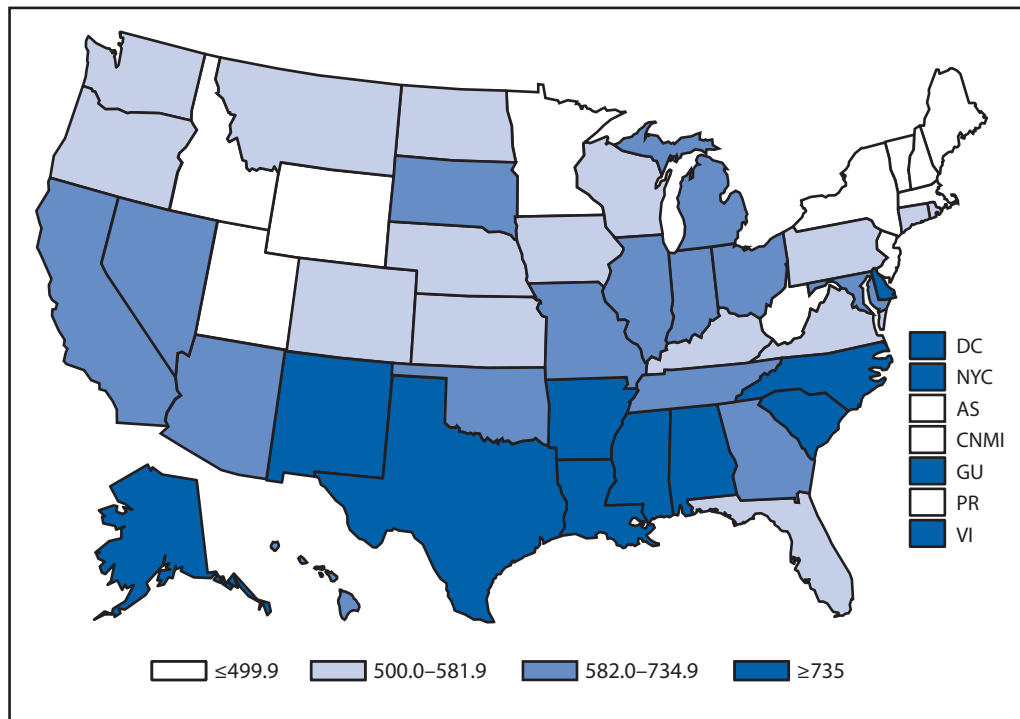 DC
NYC
AS
CNMI
GU
PR
VI
≤499.9
500.0–581.9
582.0–734.9
≥735